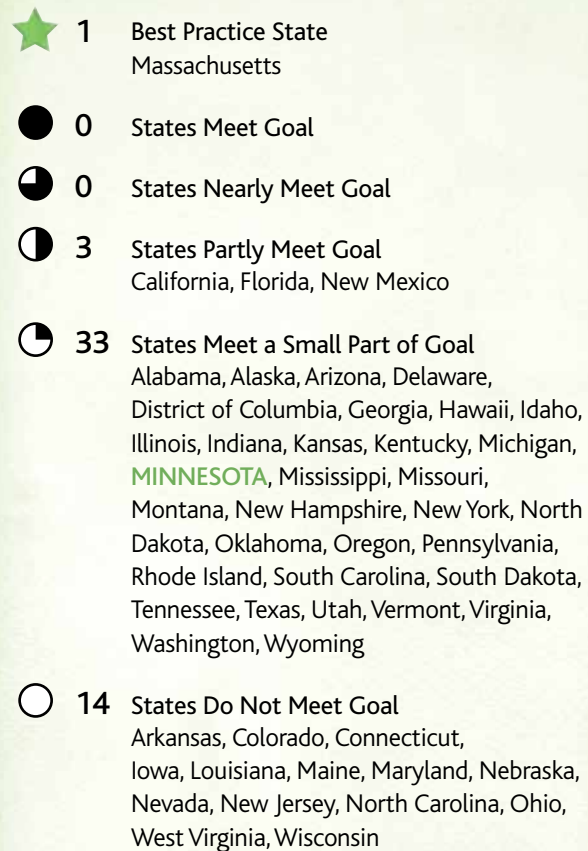 1 Best Practice State
Massachusetts
0 States Meet Goal
0 States Nearly Meet Goal
3 States Partly Meet Goal
California, Florida, New Mexico
33 States Meet a Small Part of Goal
Alabama, Alaska, Arizona, Delaware,
District of Columbia, Georgia, Hawaii, Idaho,
Illinois, Indiana, Kansas, Kentucky, Michigan,
MINNESOTA, Mississippi, Missouri,
Montana, New Hampshire, New York, North
Dakota, Oklahoma, Oregon, Pennsylvania,
Rhode Island, South Carolina, South Dakota,
Tennessee, Texas, Utah, Vermont, Virginia,
Washington, Wyoming
14 States Do Not Meet Goal
Arkansas, Colorado, Connecticut,
Iowa, Louisiana, Maine, Maryland, Nebraska,
Nevada, New Jersey, North Carolina, Ohio,
West Virginia, Wisconsin